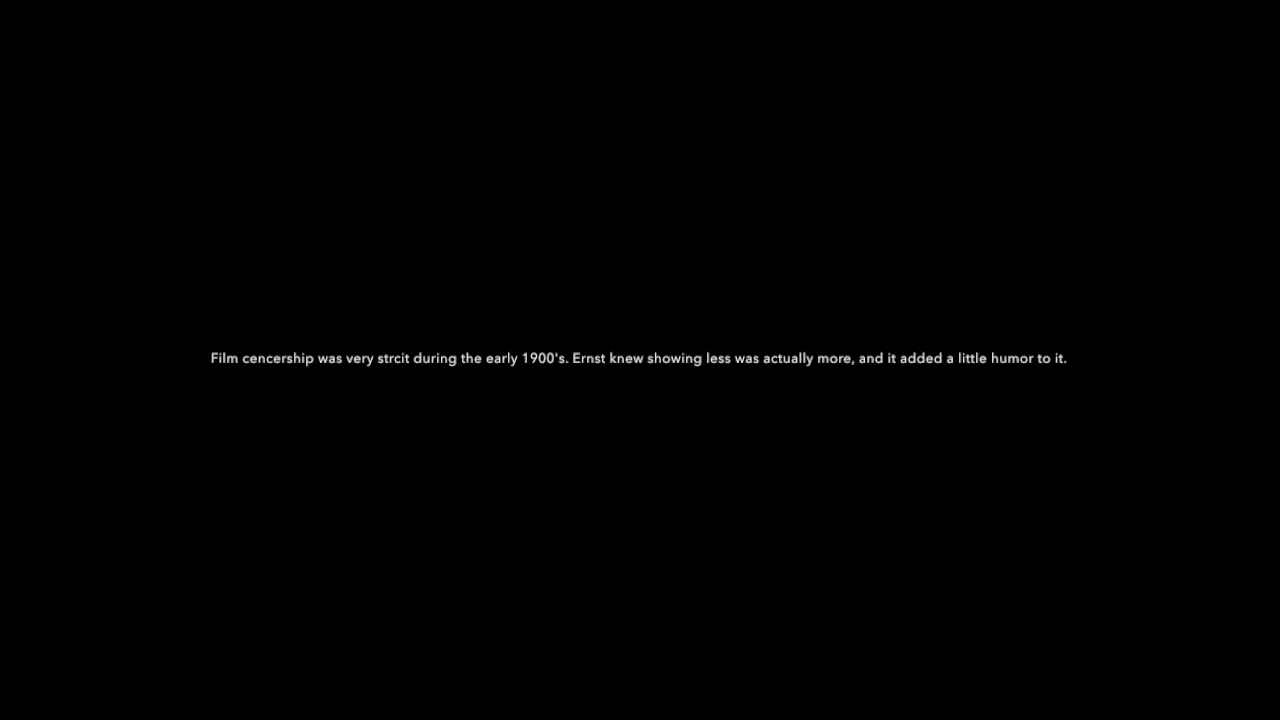 Film cencership was very strcit during the early 1900's. Ernst knew showing less was actually more, and it added a little humor to it.